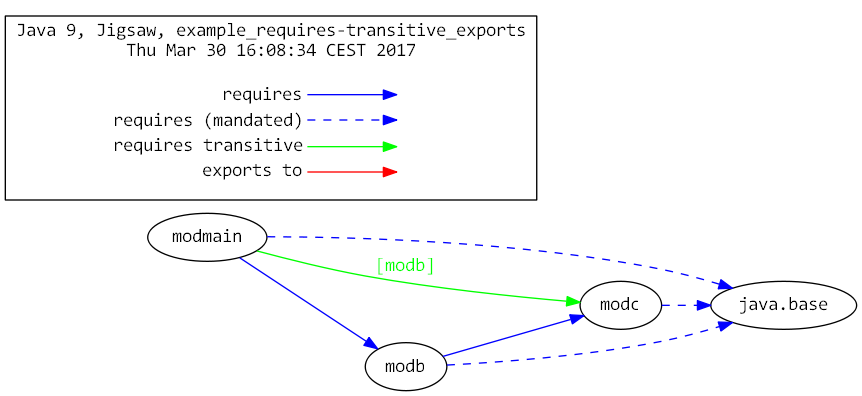 Java 9, Jigsaw, example_requires-transitive_exports
Thu Mar 30 16:08:34 CEST 2017
requires
requires (mandated)
requires transitive
exports to
modmain
[modb]
modc
java.base
modb